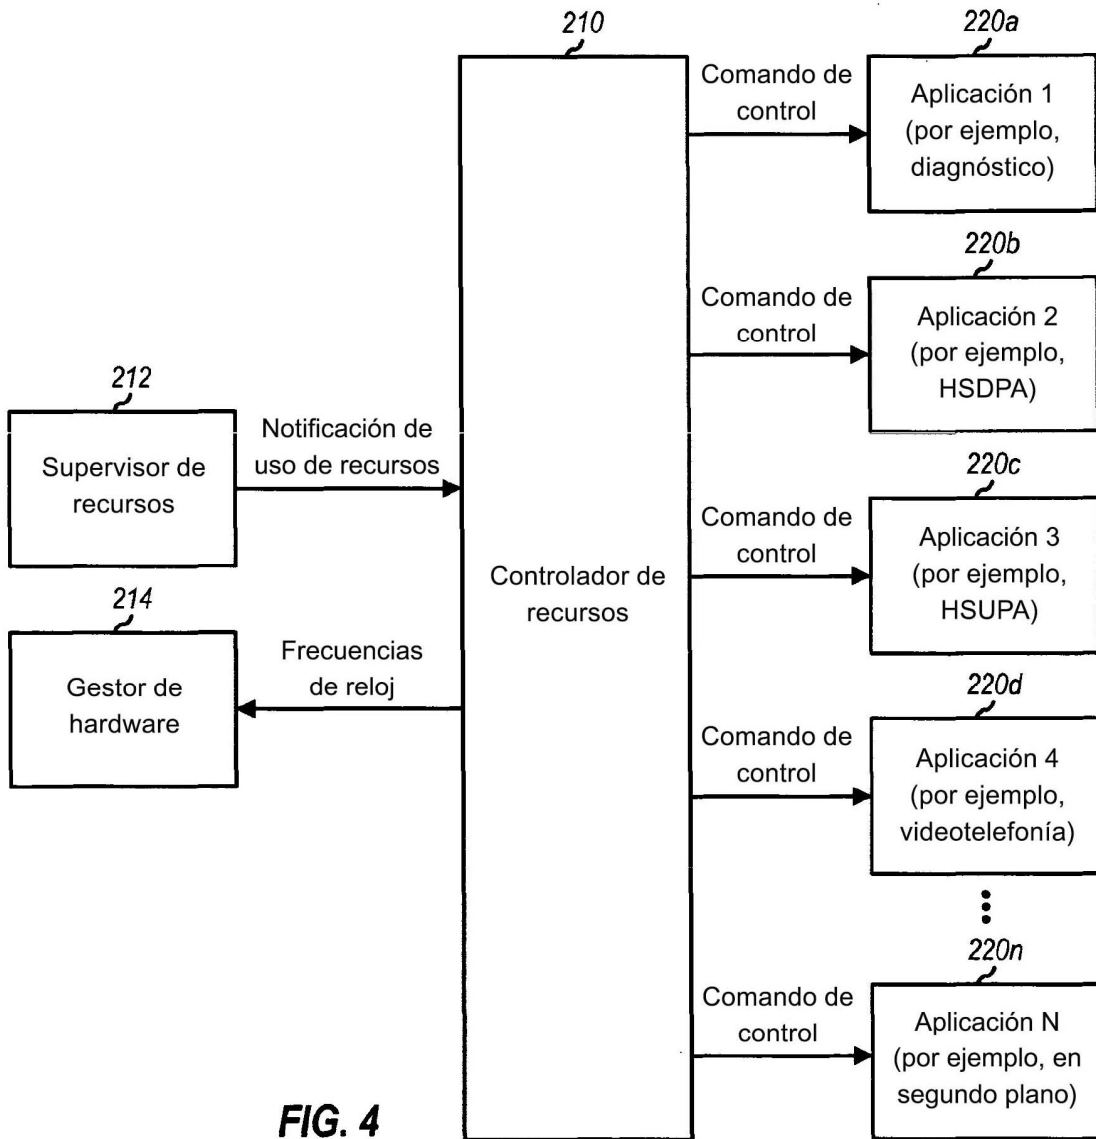 210
220a
Comando de
control
Aplicación 1
(por ejemplo,
diagnóstico)
220b
Comando de
control
Aplicación 2
(por ejemplo,
HSDPA)
212
Supervisor de
recursos
Notificación de
uso de recursos
220c
Comando de
control
Aplicación 3
(por ejemplo,
HSUPA)
Controlador de
recursos
214
Gestor de
hardware
Frecuencias
de reloj
220d
Comando de
control
Aplicación 4
(por ejemplo,
videotelefonía)
220n
Comando de
control
Aplicación N
(por ejemplo, en
segundo plano)
FIG. 4